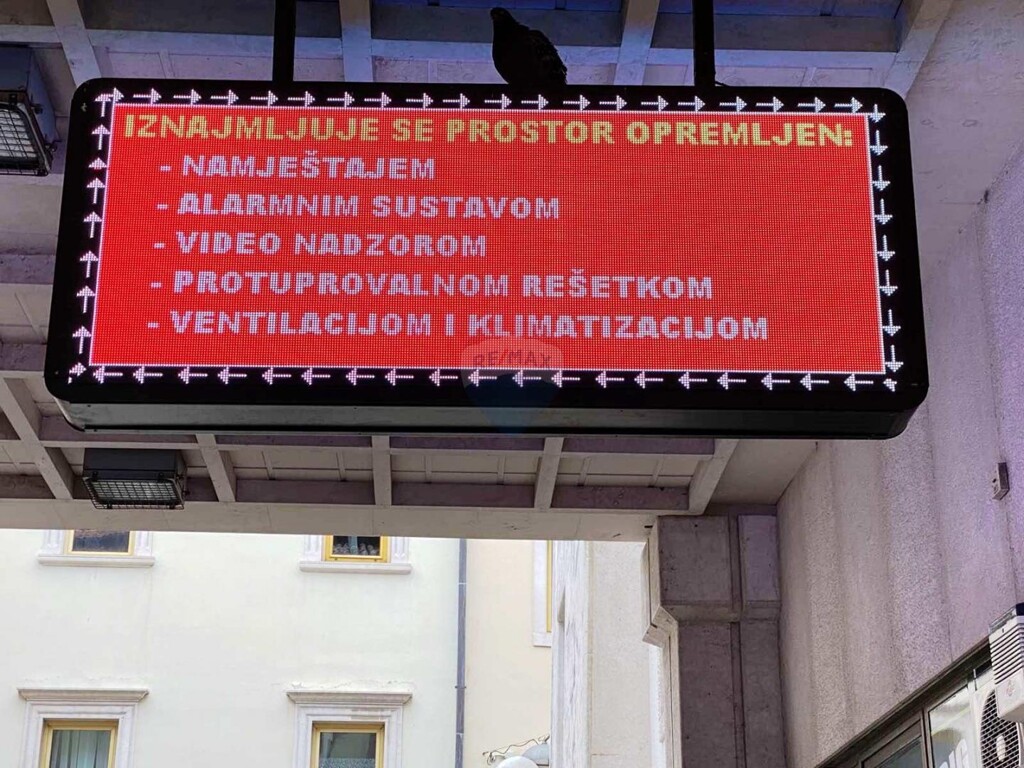 IZNAJMLJUJE SE PROSTOR OPREMLJEN:
- NAMJEŠTAJEM
- ALARMNIM SUSTAVOM
- VIDEO NADZOROM
- PROTUPROVALNOM REŠETKOM
- VENTILACIJOM I KLIMATIZACIJOM
RE/MAX